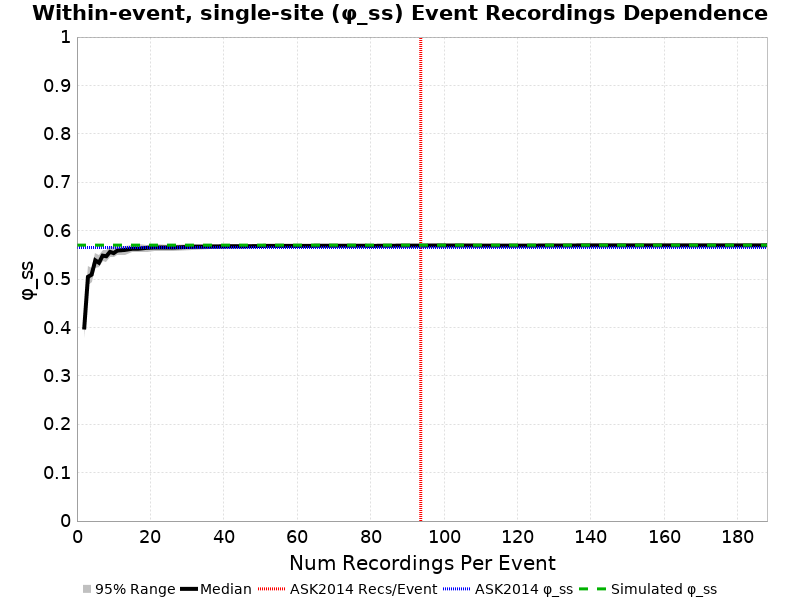 Within-event, single-site (φ_ss) Event Recordings Dependence
1
0.9
0.8
0.7
0.6
0.5
0.4
0.3
0.2
0.1
0
φ_ss
0 20 40 60 80 100 120 140 160 180
Num Recordings Per Event
95% Range Median ASK2014 Recs/Event ASK2014 φ_ss Simulated φ_ss